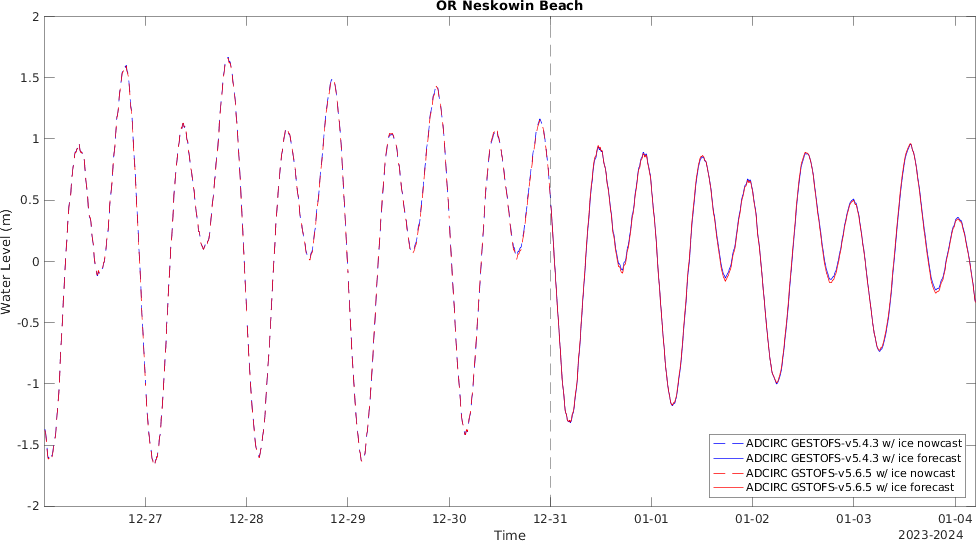 OR Neskowin Beach
2
1.5
1
0.5
0
-0.5
-1
-1.5
-2
Water Level (m)
12-27 12-28 12-29 12-30 12-31 01-01 01-02 01-03 01-04
Time
2023-2024
ADCIRC GESTOFS-v5.4.3 w/ ice nowcast
ADCIRC GESTOFS-v5.4.3 w/ ice forecast
ADCIRC GSTOFS-v5.6.5 w/ ice nowcast
ADCIRC GSTOFS-v5.6.5 w/ ice forecast